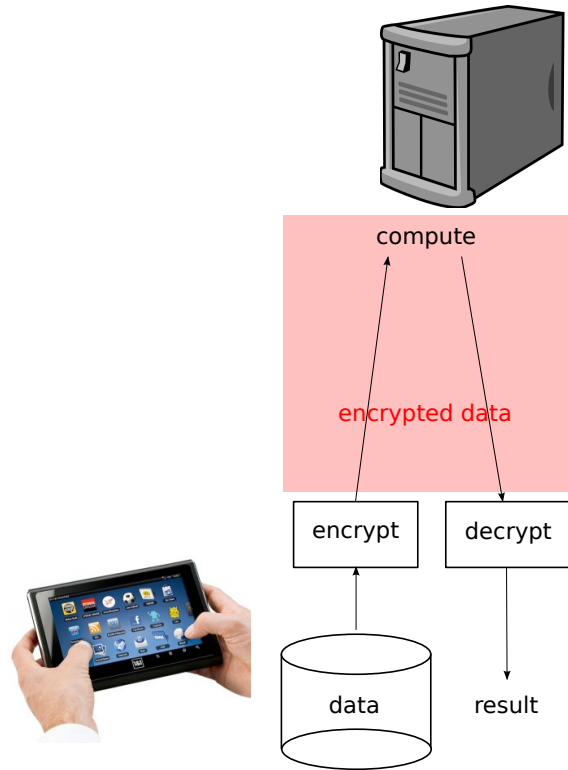 compute
encrypted data
encrypt
decrypt
data
result